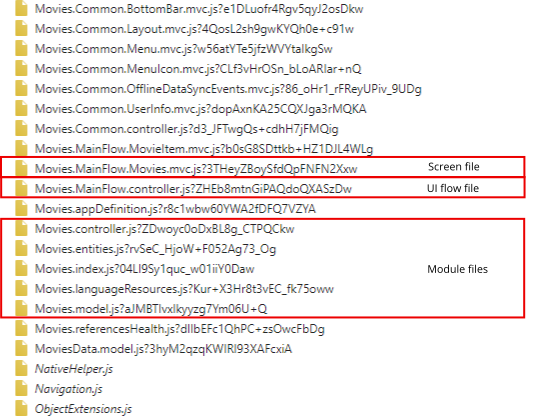 Movies.Common.BottomBar.mvc.js?e1DLuofr4Rgv5qyJ2osDkw
Movies.Common.Layout.mvc.js?4QosL2sh9gwKYQh0e+c91w
Movies.Common.Menu.mvc.js?w56atYTe5jfzWVYtaIkgSw
Movies.Common.MenuIcon.mvc.js?CLf3vHrOSn_bLoARlar+nQ
Movies.Common.OfflineDataSyncEvents.mvc.js?86_oHr1_rFReyUPiv_9UDg
Movies.Common.UserInfo.mvc.js?dopAxnKA25CQXJga3rMQKA
Movies.Common.controller.js?d3_JFTwgQs+cdhH7jFMQig
Movies.MainFlow.MovieItem.mvc.js?b0sG8SDttkb+HZ1DJL4WLg
Movies.MainFlow.Movies.mvc.js?3THeyZBoySfdQpFNFN2Xxw Screen file
Movies.MainFlow.controller.js?ZHEb8mtnGiPAQdoQXASzDw UI flow file
Movies.appDefinition.js?r8c1wbw60YWA2fDFQ7VZYA
Movies.controller.js?ZDwoyc0oDxBL8g_CTPQCkw
Movies.entities.js?rvSeC_HjoW+F052Ag73_Og
Movies.index.js?04LI9Sy1quc_w01iiY0Daw Module files
Movies.languageResources.js?Kur+X3Hr8t3vEC_fk75oww
Movies.model.js?aJMBTlvxlkyyzg7Ym06U+Q
Movies.referencesHealth.js?dIlbEFc1QhPC+zsOwcFbDg
MoviesData.model.js?3hyM2qzqKWIRl93XAFcxiA
NativeHelper.js
Navigation.js
ObjectExtensions.js